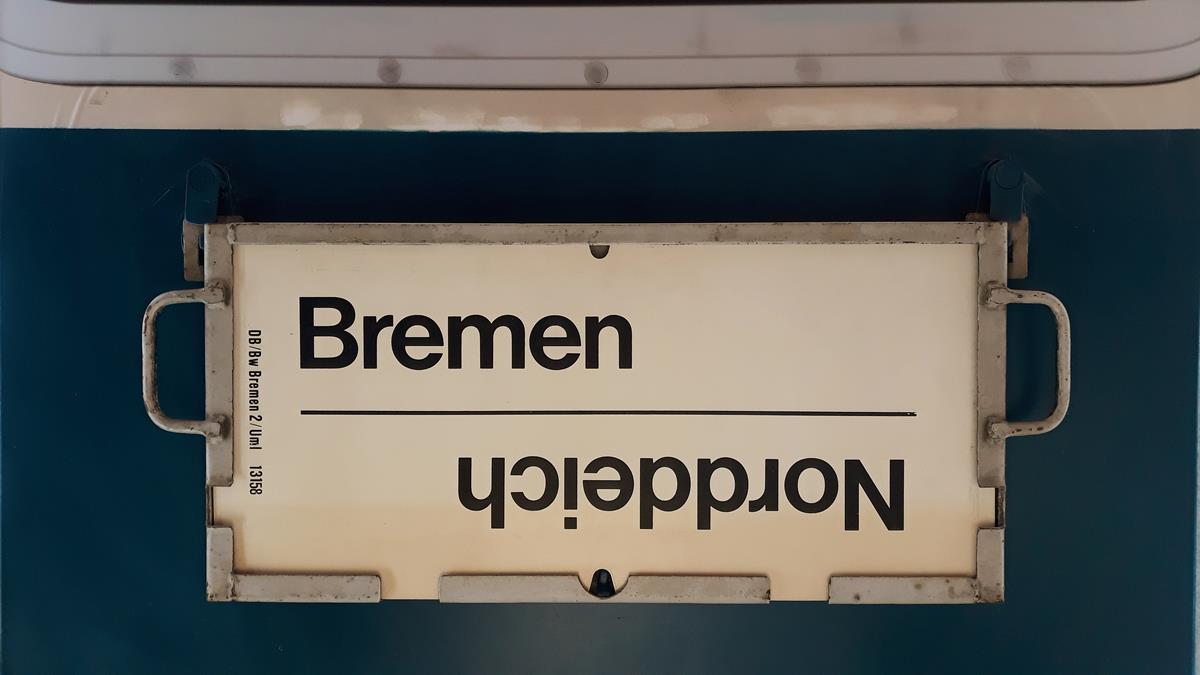 Bremen
Norddeich
DB/Bw Bremen 2/Uml 13158